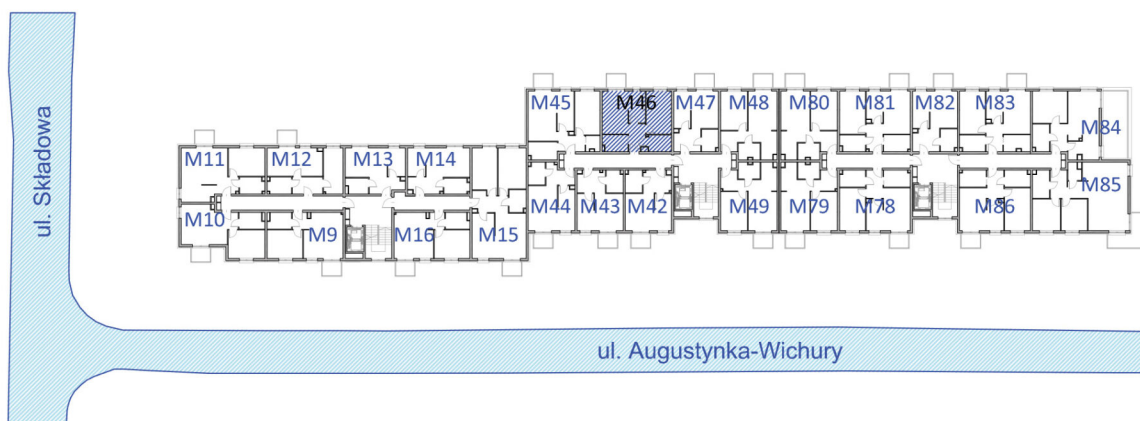 ul. Składowa
M45
M46
M47
M48
M80
M81
M82
M83
M84
M11
M12
M13
M14
M44
M43
M42
M49
M79
M78
M86
M85
M10
M9
M16
M15
ul. Augustynka-Wichury